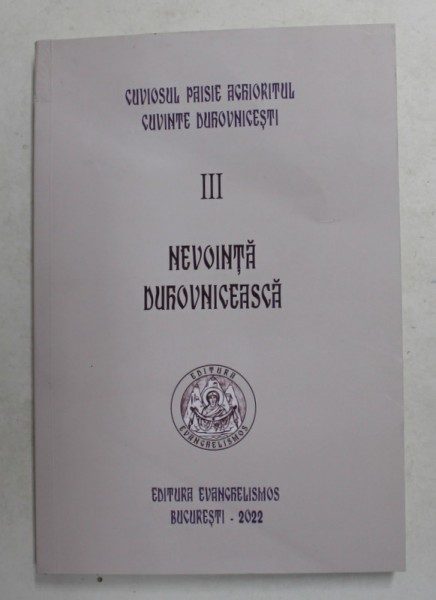 CUVIOSUL PAISIE AGHIORITUL
CUVINTE DUHOVNICEȘTI
III
NEVOINȚĂ
DUHOVNICEASCĂ
EDITURA
EVANGHELISMOS
EDITURA EVANGHELISMOS
BUCUREȘTI - 2022